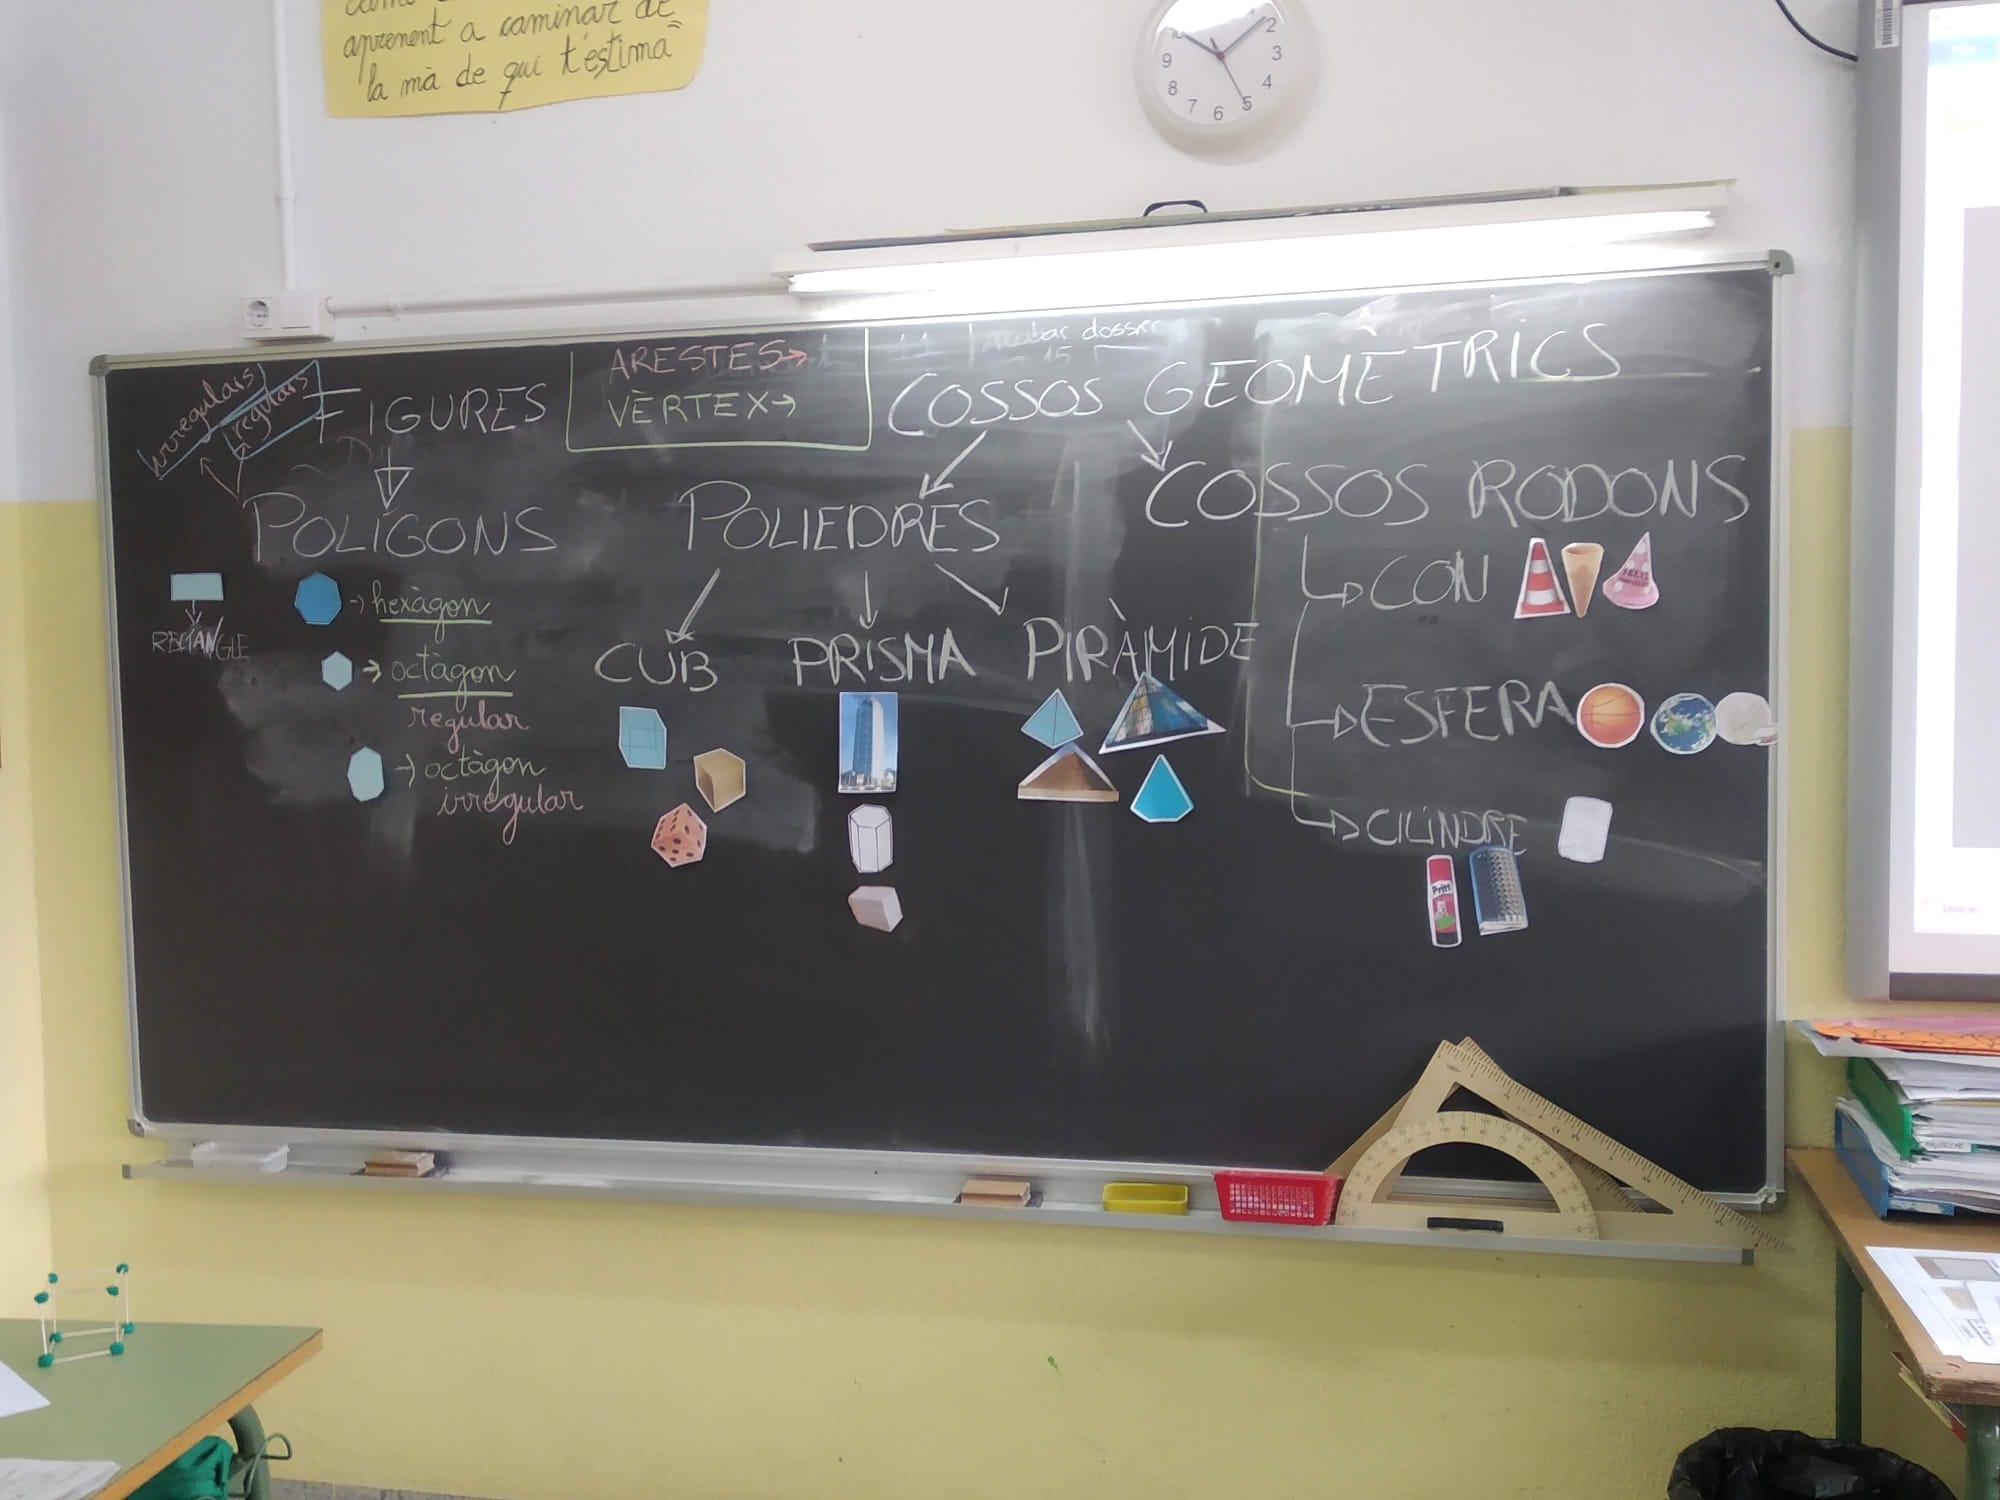 aprenent a caminar de
la mà de qui t'estima"
2
3
4
5
6
7
8
9
10
irregulars
regulars
FIGURES
ARESTES→
VÈRTEX→
11
Acabar dossier
15
COSSOS GEOMÈTRICS
POLÍGONS
POLIEDRES
COSSOS RODONS
RECTANGLE
→ hexàgon
→ octàgon
regular
→ octàgon
irregular
CUB
PRISMA
PIRÀMIDE
CON
ESFERA
CILINDRE
Pritt